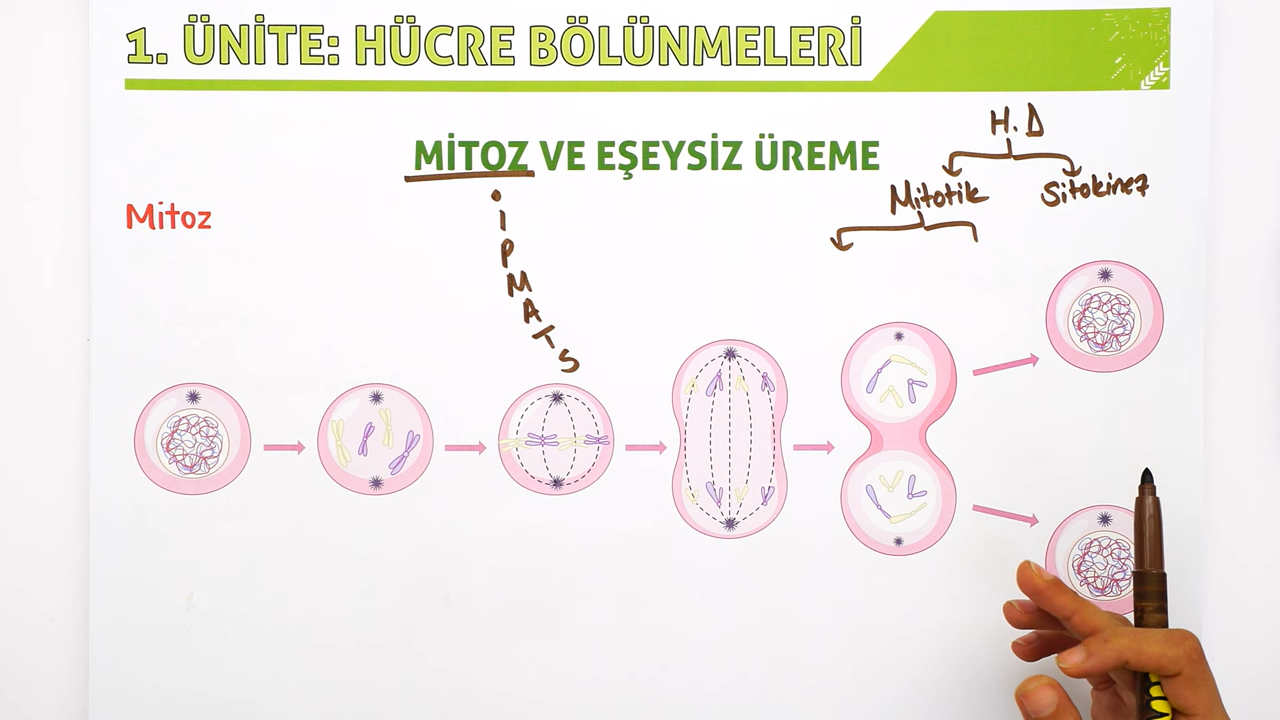 1. ÜNİTE: HÜCRE BÖLÜNMELERİ
MİTOZ VE EŞEYSİZ ÜREME
H.D
Mitotik
Sitokinez
Mitoz
İ
P
M
A
T
S